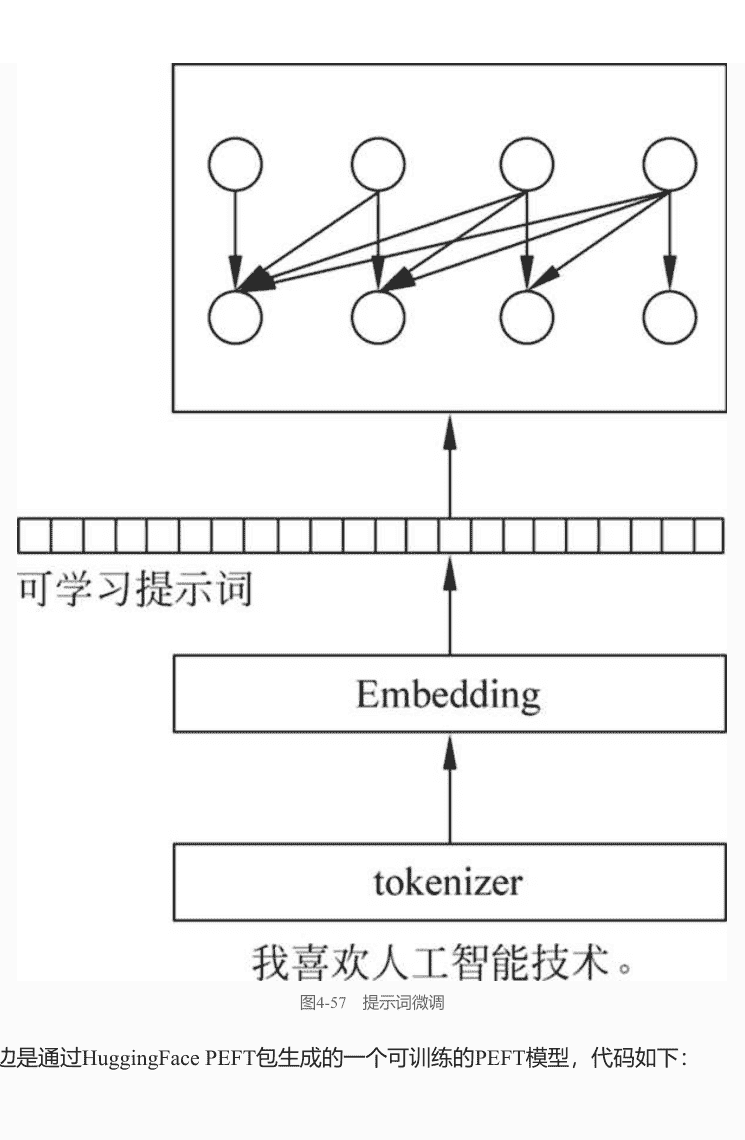 可学习提示词
Embedding
tokenizer
我喜欢人工智能技术。
图4-57 提示词微调
边是通过HuggingFace PEFT包生成的一个可训练的PEFT模型，代码如下：